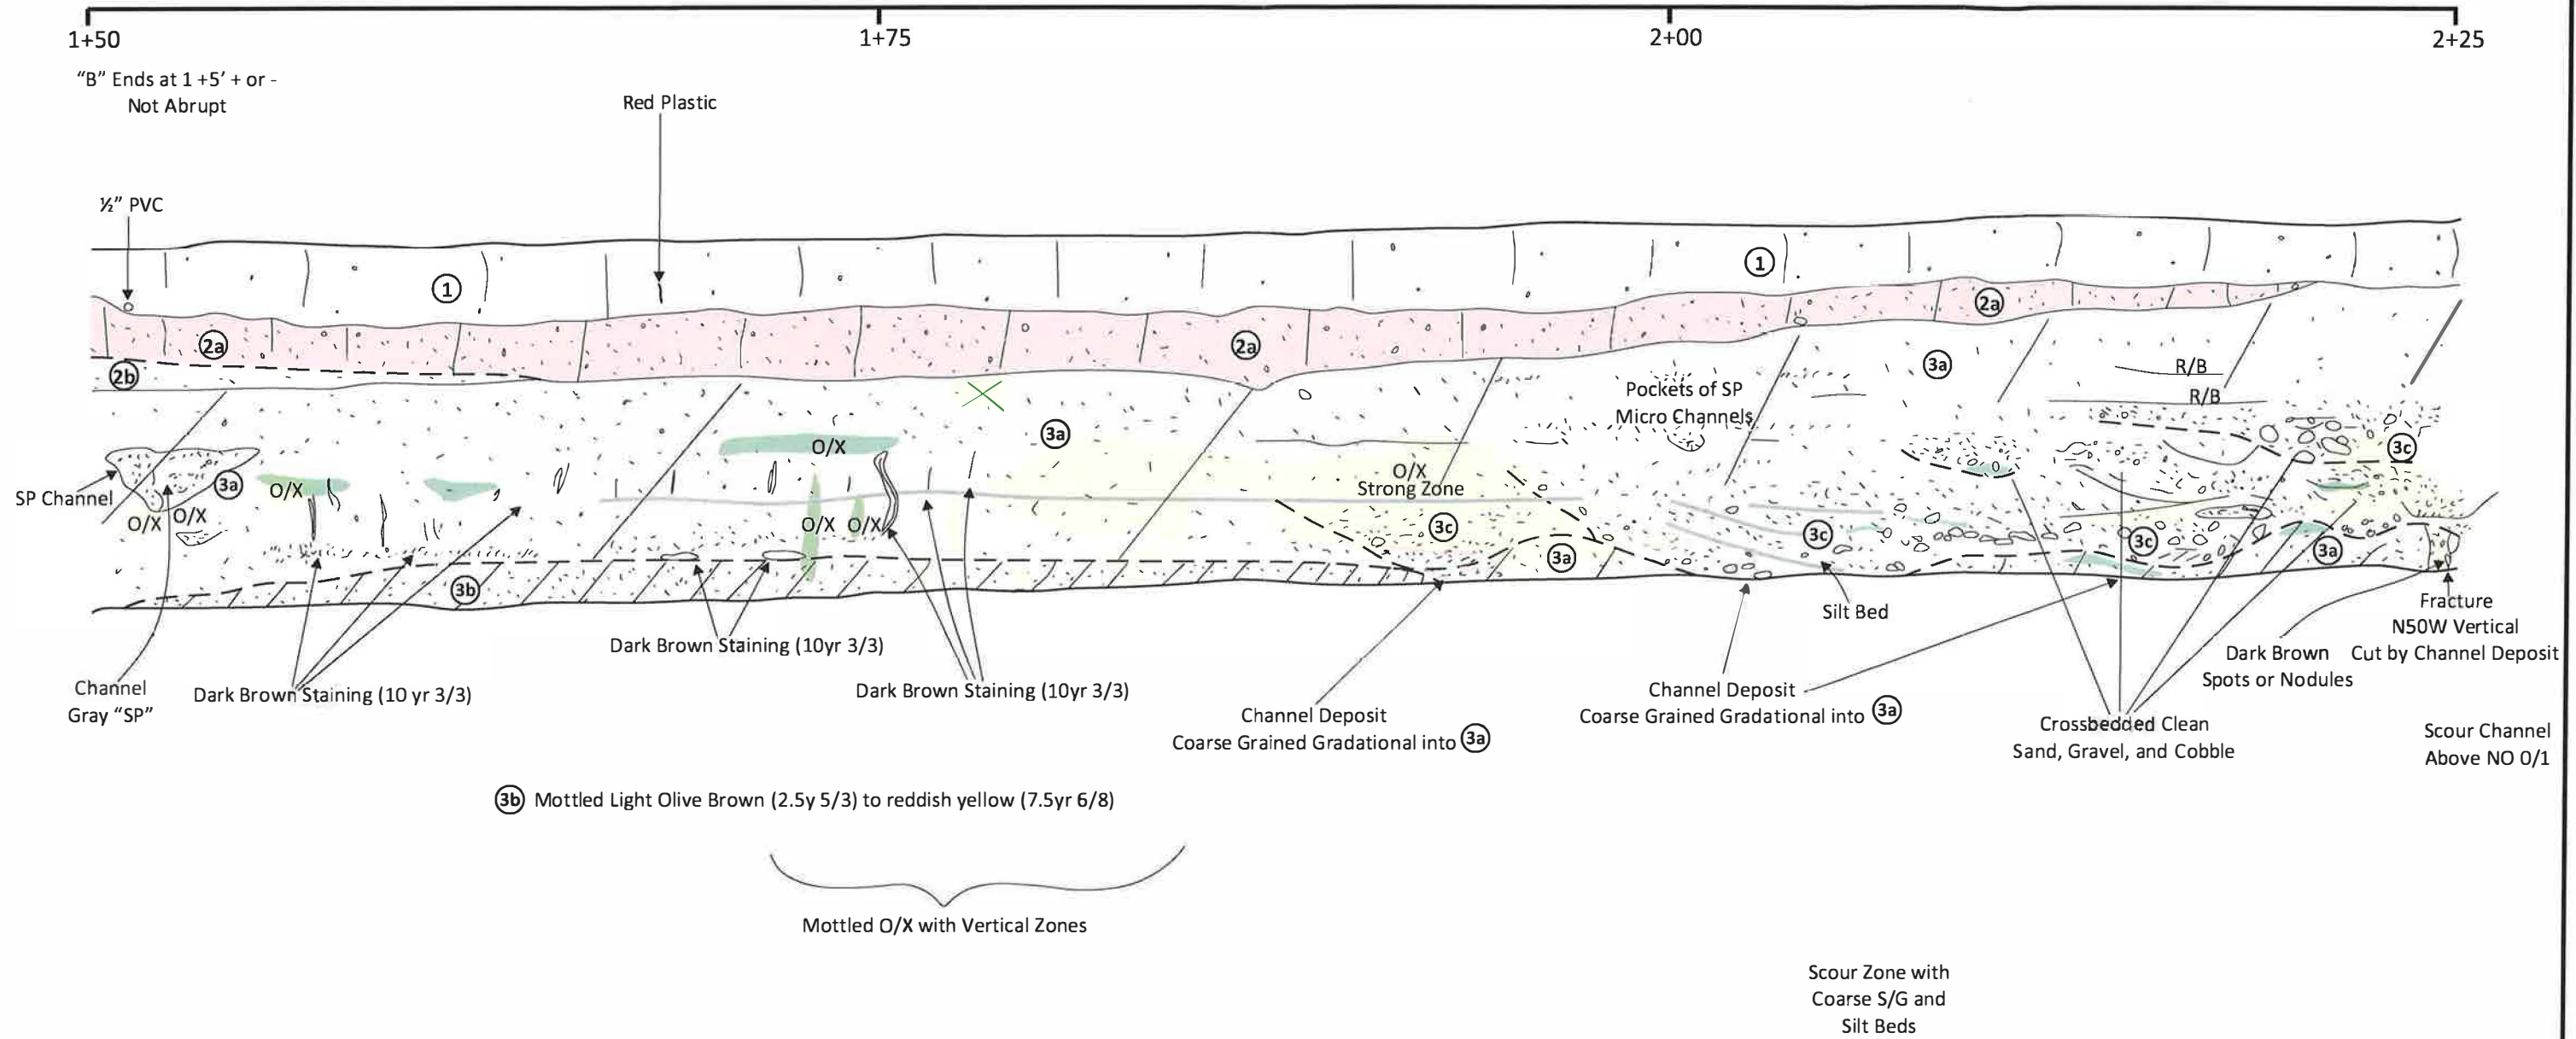 1+50
1+75
2+00
2+25
“B” Ends at 1 +5’ + or -
Not Abrupt
Red Plastic
½” PVC
1
1
2a
2a
2a
2b
3a
R/B
R/B
Pockets of SP
Micro Channels
3a
O/X
3c
O/X
Strong Zone
SP Channel
3a
O/X
O/X
O/X
O/X
O/X
3c
3a
3c
3c
3a
3b
Silt Bed
Fracture
N50W Vertical
Cut by Channel Deposit
Dark Brown
Spots or Nodules
Dark Brown Staining (10yr 3/3)
Channel
Gray “SP”
Dark Brown Staining (10 yr 3/3)
Dark Brown Staining (10yr 3/3)
Channel Deposit
Coarse Grained Gradational into 3a
Channel Deposit
Coarse Grained Gradational into 3a
Crossbedded Clean
Sand, Gravel, and Cobble
Scour Channel
Above NO 0/1
3b Mottled Light Olive Brown (2.5y 5/3) to reddish yellow (7.5yr 6/8)
Mottled O/X with Vertical Zones
Scour Zone with
Coarse S/G and
Silt Beds